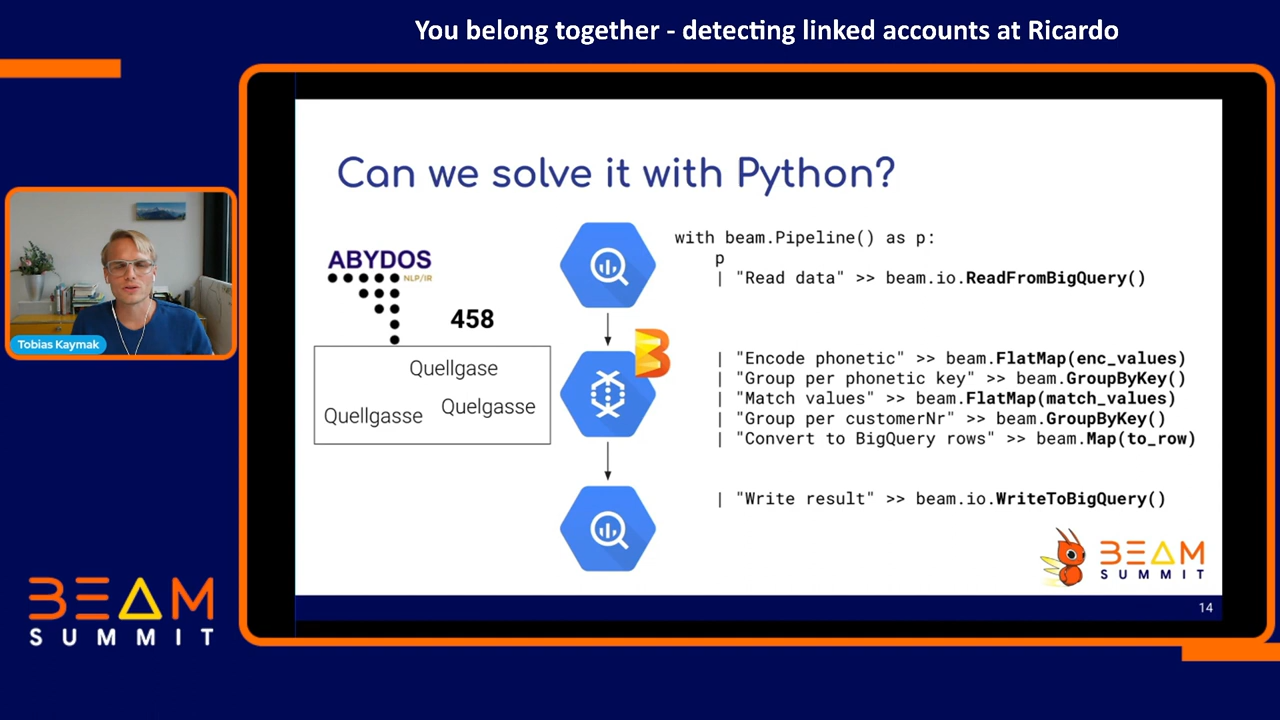 You belong together - detecting linked accounts at Ricardo
Tobias Kaymak
Can we solve it with Python?
ABYDOS
NLP/IR
458
Quellgase
Quellgasse
Quelgasse
with beam.Pipeline() as p:
p
| "Read data" >> beam.io.ReadFromBigQuery()
| "Encode phonetic" >> beam.FlatMap(enc_values)
| "Group per phonetic key" >> beam.GroupByKey()
| "Match values" >> beam.FlatMap(match_values)
| "Group per customerNr" >> beam.GroupByKey()
| "Convert to BigQuery rows" >> beam.Map(to_row)
| "Write result" >> beam.io.WriteToBigQuery()
BEAM
SUMMIT
14
BEAM
SUMMIT